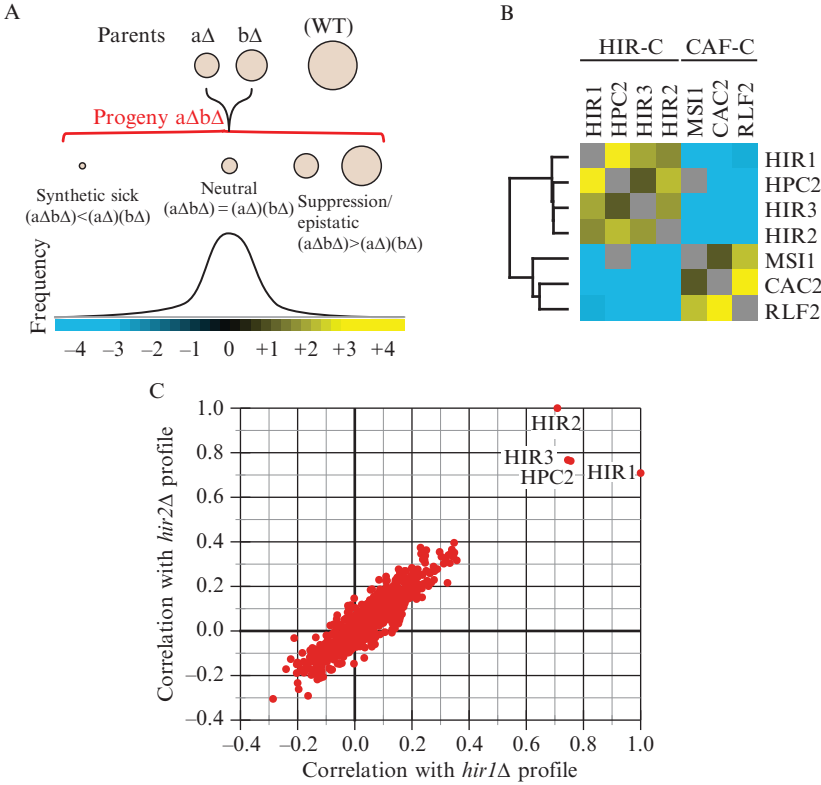 A
Parents aΔ bΔ (WT)
Progeny aΔbΔ
Synthetic sick
(aΔbΔ)<(aΔ)(bΔ)
Neutral
(aΔbΔ)=(aΔ)(bΔ)
Suppression/
epistatic
(aΔbΔ)>(aΔ)(bΔ)
Frequency
–4 –3 –2 –1 0 +1 +2 +3 +4
B
HIR-C CAF-C
HIR1 HPC2 HIR3 HIR2 MSI1 CAC2 RLF2
HIR1
HPC2
HIR3
HIR2
MSI1
CAC2
RLF2
C
Correlation with hir2Δ profile
1.0
0.8
0.6
0.4
0.2
0.0
–0.2
–0.4
HIR2
HIR3
HPC2
HIR1
–0.4 –0.2 0.0 0.2 0.4 0.6 0.8 1.0
Correlation with hir1Δ profile